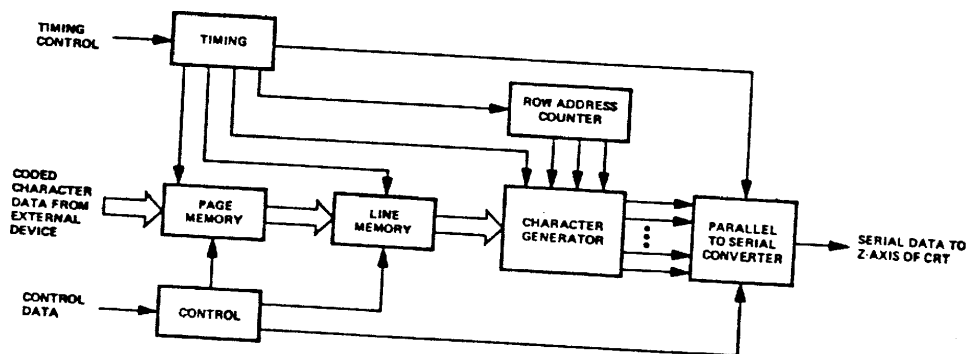 TIMING
CONTROL
TIMING
ROW ADDRESS
COUNTER
CODED
CHARACTER
DATA FROM
EXTERNAL
DEVICE
PAGE
MEMORY
LINE
MEMORY
CHARACTER
GENERATOR
PARALLEL
TO SERIAL
CONVERTER
SERIAL DATA TO
Z-AXIS OF CRT
CONTROL
DATA
CONTROL